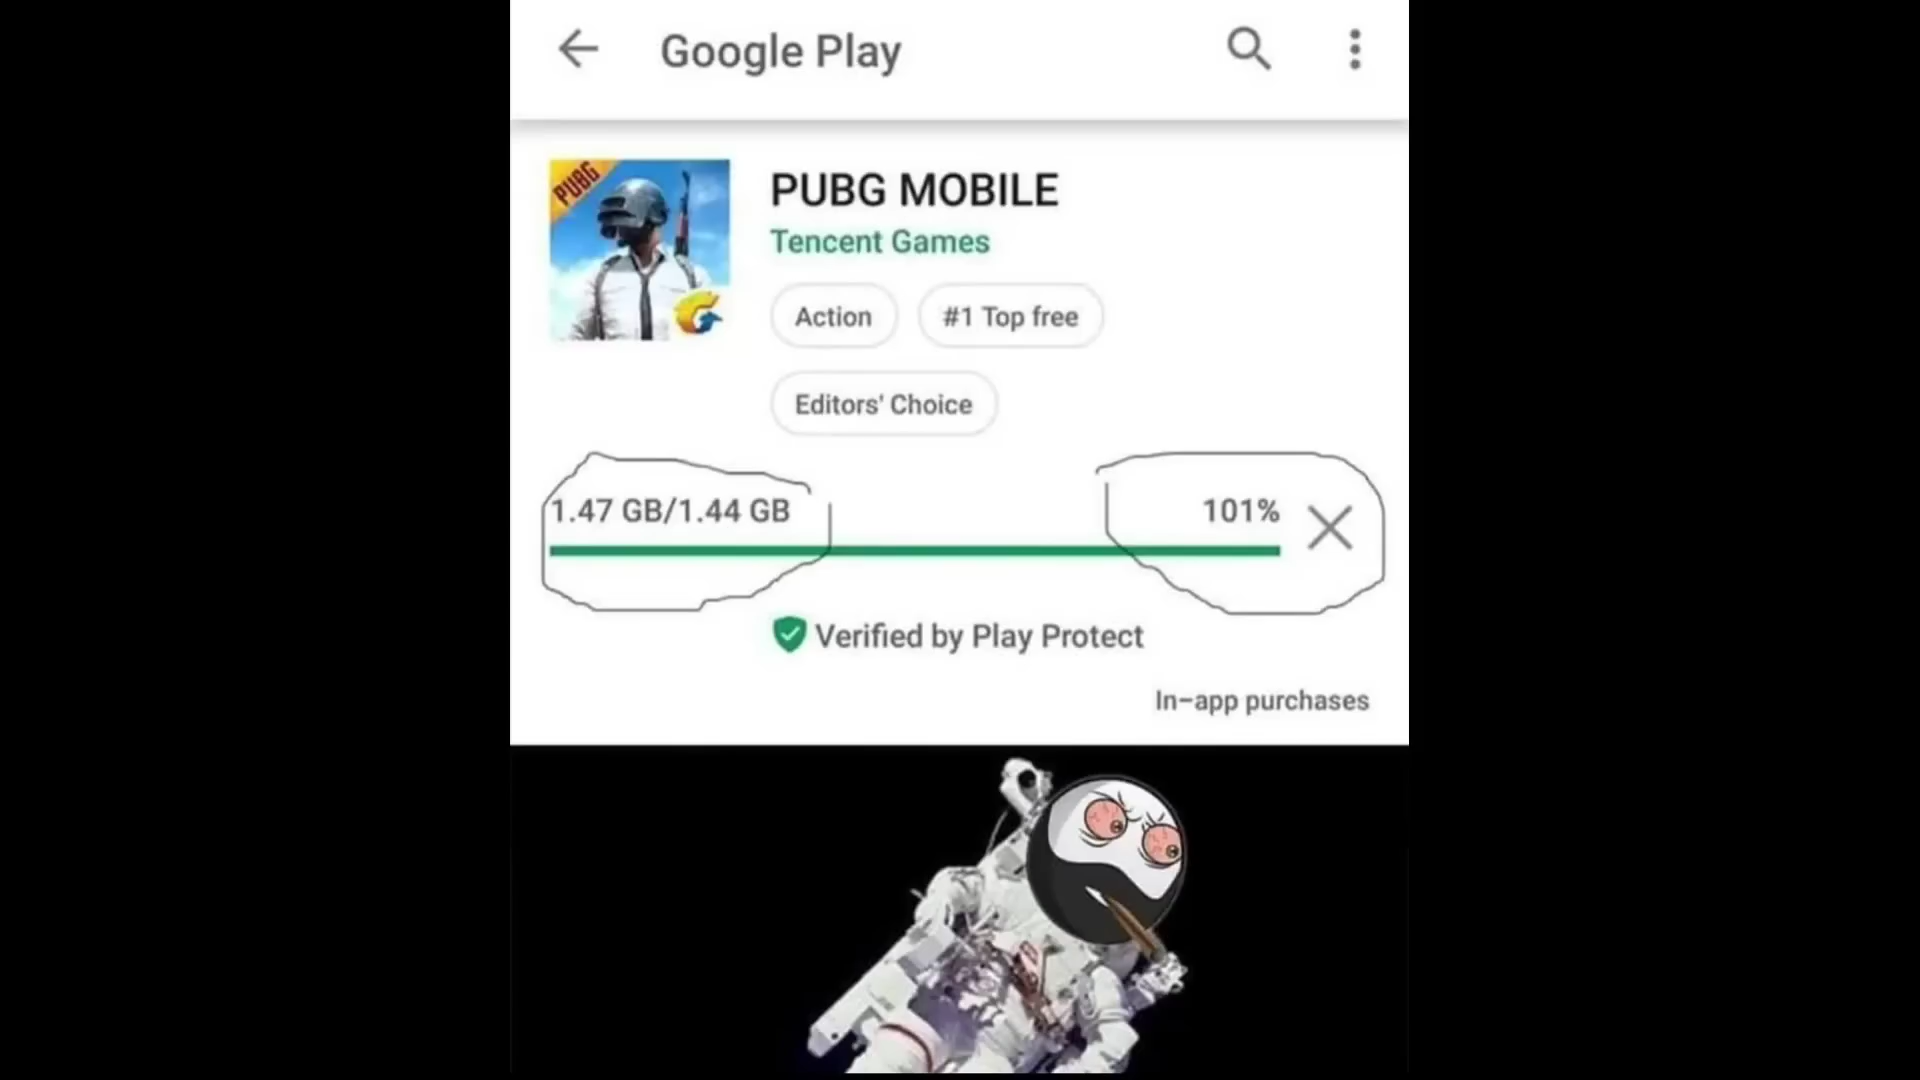 Google Play
PUBG
PUBG MOBILE
Tencent Games
Action
#1 Top free
Editors' Choice
1.47 GB/1.44 GB
101%
Verified by Play Protect
In-app purchases